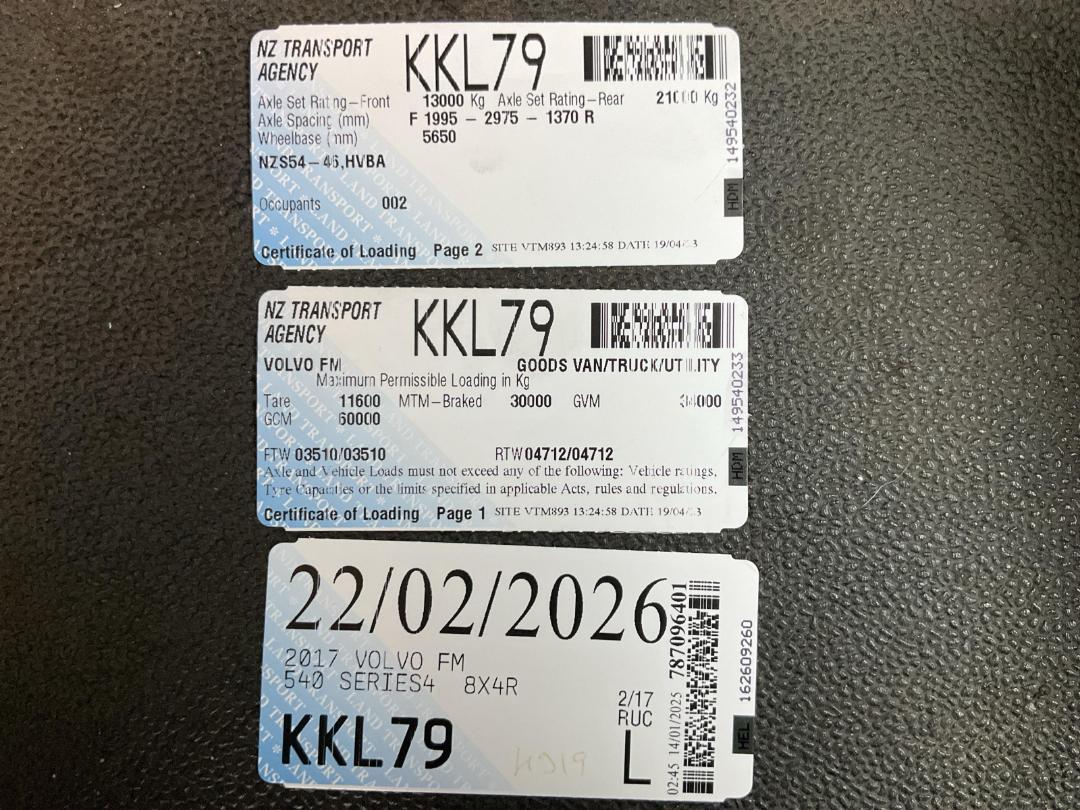 NZ TRANSPORT
AGENCY
KKL79
Axle Set Rating-Front 13000 Kg Axle Set Rating-Rear Kg
Axle Spacing (mm) F 1995 - 2975 - 1370 R
Wheelbase (mm) 5650
NZS54-46,HVBA
Occupants 002
Certificate of Loading Page 2 SITE VTM893 13:24:58 DATE
149540232
HDM
NZ TRANSPORT
AGENCY
KKL79
VOLVO FM GOODS VAN/TRUCK/UTILITY
Maximum Permissible Loading in Kg
Tare 11600 MTM-Braked 30000 GVM
GCM 60000
FTW 03510/03510 RTW 04712/04712
Axle and Vehicle Loads must not exceed any of the following: Vehicle ratings,
Tyre Capacities or the limits specified in applicable Acts, rules and regulations.
Certificate of Loading Page 1 SITE VTM893 13:24:58 DATE
149540233
HDM
22/02/2026
2017 VOLVO FM
540 SERIES4 8X4R
KKL79
2/17
RUC
L
02:45 14/01/2025 787096401
162609260
HEL